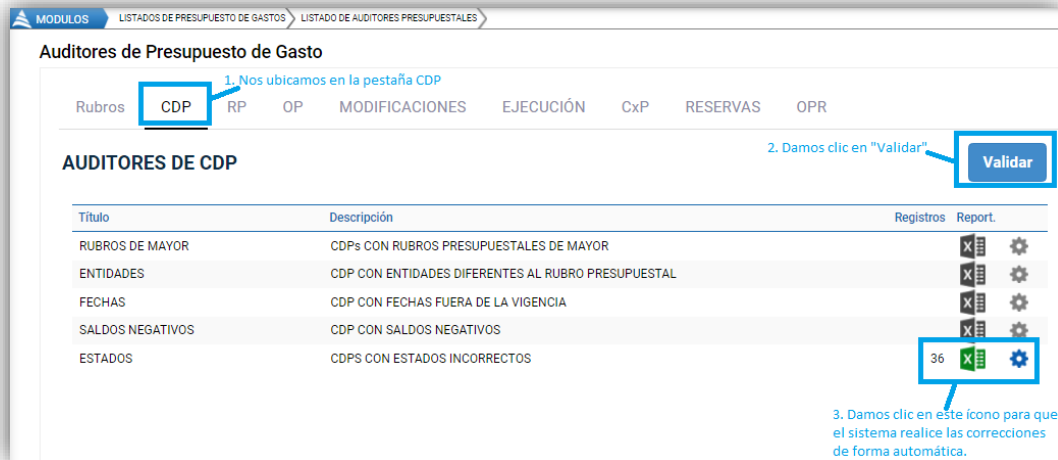 MODULOS LISTADOS DE PRESUPUESTO DE GASTOS LISTADO DE AUDITORES PRESUPUESTALES
Auditores de Presupuesto de Gasto
1. Nos ubicamos en la pestaña CDP
Rubros CDP RP OP MODIFICACIONES EJECUCIÓN CxP RESERVAS OPR
2. Damos clic en "Validar"
AUDITORES DE CDP
Validar
Título Descripción Registros Report.
RUBROS DE MAYOR CDPs CON RUBROS PRESUPUESTALES DE MAYOR
ENTIDADES CDP CON ENTIDADES DIFERENTES AL RUBRO PRESUPUESTAL
FECHAS CDP CON FECHAS FUERA DE LA VIGENCIA
SALDOS NEGATIVOS CDP CON SALDOS NEGATIVOS
ESTADOS CDPS CON ESTADOS INCORRECTOS 36
3. Damos clic en este ícono para que
el sistema realice las correcciones
de forma automática.